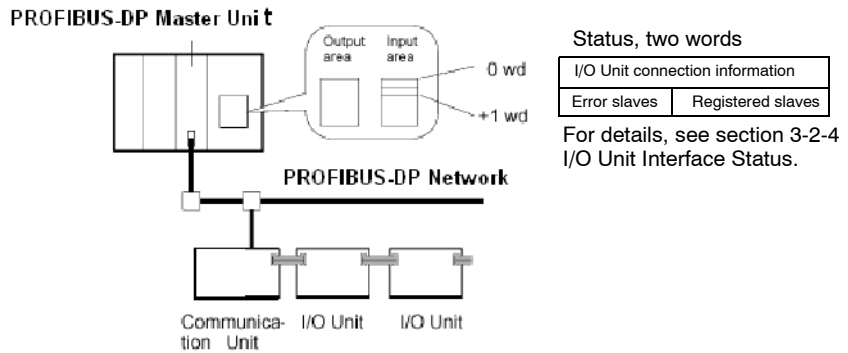 PROFIBUS-DP Master Unit
Output
area
Input
area
0 wd
+1 wd
Status, two words
I/O Unit connection information
Error slaves
Registered slaves
For details, see section 3-2-4
I/O Unit Interface Status.
PROFIBUS-DP Network
Communica-
tion Unit
I/O Unit
I/O Unit